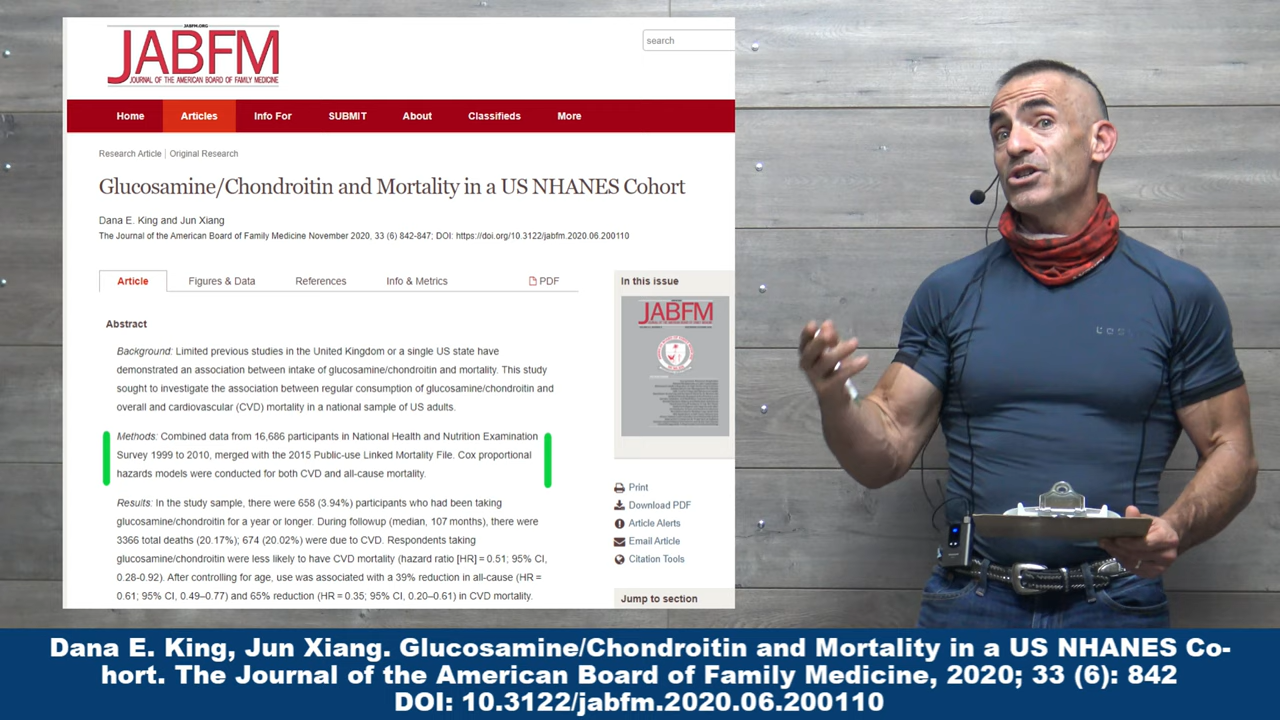 JABFM.ORG
JABFM
JOURNAL OF THE AMERICAN BOARD OF FAMILY MEDICINE
search
Home Articles Info For SUBMIT About Classifieds More
Research Article | Original Research
Glucosamine/Chondroitin and Mortality in a US NHANES Cohort
Dana E. King and Jun Xiang
The Journal of the American Board of Family Medicine November 2020, 33 (6) 842-847; DOI: https://doi.org/10.3122/jabfm.2020.06.200110
Article Figures & Data References Info & Metrics PDF
Abstract
Background: Limited previous studies in the United Kingdom or a single US state have
demonstrated an association between intake of glucosamine/chondroitin and mortality. This study
sought to investigate the association between regular consumption of glucosamine/chondroitin and
overall and cardiovascular (CVD) mortality in a national sample of US adults.
Methods: Combined data from 16,686 participants in National Health and Nutrition Examination
Survey 1999 to 2010, merged with the 2015 Public-use Linked Mortality File. Cox proportional
hazards models were conducted for both CVD and all-cause mortality.
Results: In the study sample, there were 658 (3.94%) participants who had been taking
glucosamine/chondroitin for a year or longer. During followup (median, 107 months), there were
3366 total deaths (20.17%); 674 (20.02%) were due to CVD. Respondents taking
glucosamine/chondroitin were less likely to have CVD mortality (hazard ratio [HR] = 0.51; 95% CI,
0.28-0.92). After controlling for age, use was associated with a 39% reduction in all-cause (HR =
0.61; 95% CI, 0.49–0.77) and 65% reduction (HR = 0.35; 95% CI, 0.20–0.61) in CVD mortality.
In this issue
JABFM
Print
Download PDF
Article Alerts
Email Article
Citation Tools
Jump to section
Dana E. King, Jun Xiang. Glucosamine/Chondroitin and Mortality in a US NHANES Co-
hort. The Journal of the American Board of Family Medicine, 2020; 33 (6): 842
DOI: 10.3122/jabfm.2020.06.200110